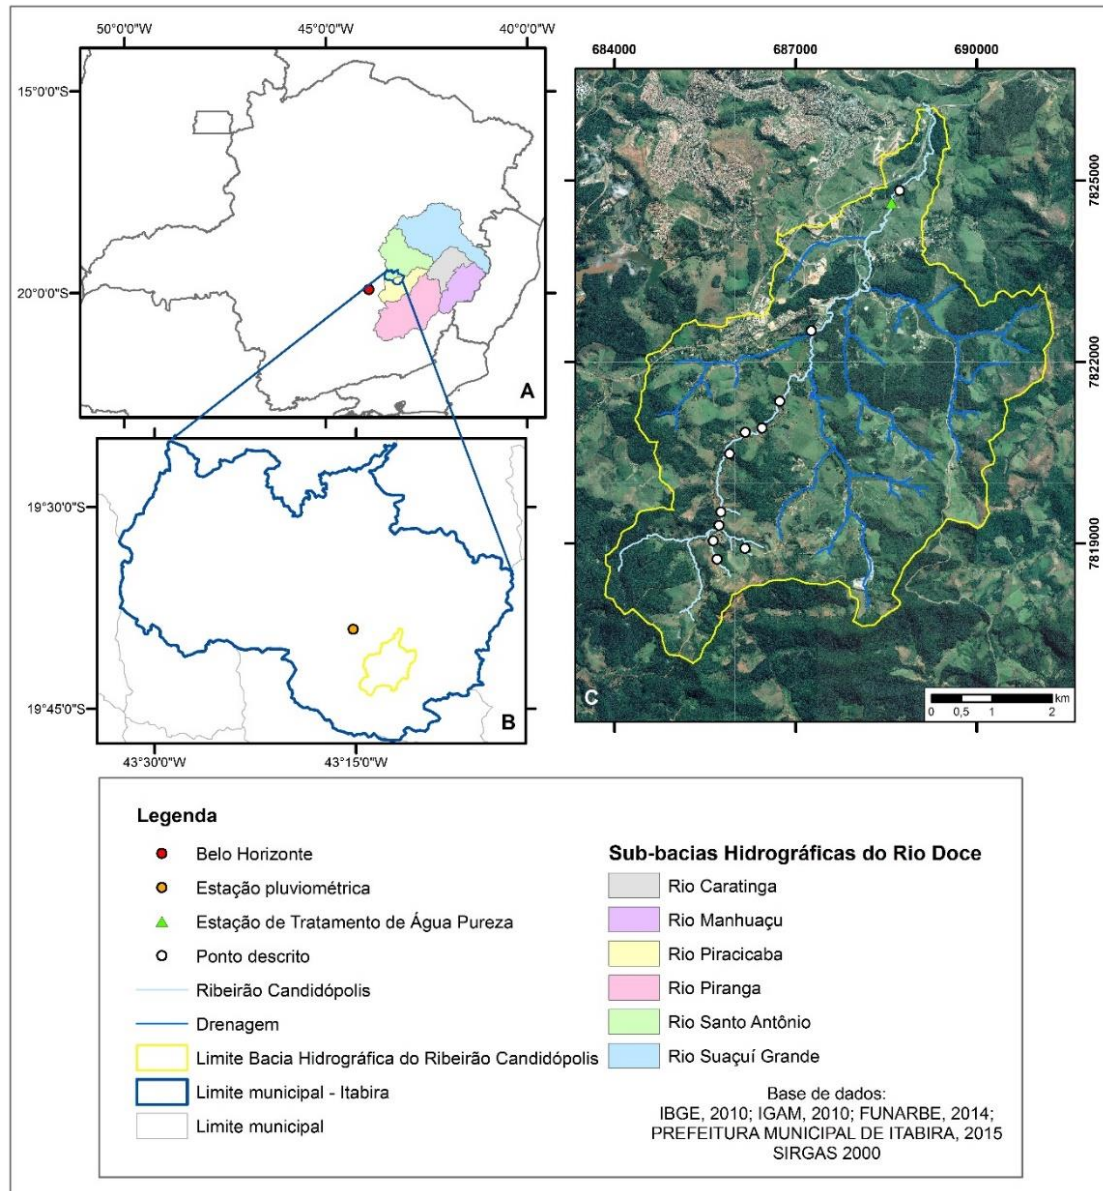 50°0'0"W 45°0'0"W 40°0'0"W
15°0'0"S
20°0'0"S
A
19°30'0"S
19°45'0"S
B
43°30'0"W 43°15'0"W
684000 687000 690000
7825000
7822000
7819000
C
km
0 0,5 1 2
Legenda
Belo Horizonte
Estação pluviométrica
Estação de Tratamento de Água Pureza
Ponto descrito
Ribeirão Candidópolis
Drenagem
Limite Bacia Hidrográfica do Ribeirão Candidópolis
Limite municipal - Itabira
Limite municipal
Sub-bacias Hidrográficas do Rio Doce
Rio Caratinga
Rio Manhuaçu
Rio Piracicaba
Rio Piranga
Rio Santo Antônio
Rio Suaçuí Grande
Base de dados:
IBGE, 2010; IGAM, 2010; FUNARBE, 2014;
PREFEITURA MUNICIPAL DE ITABIRA, 2015
SIRGAS 2000